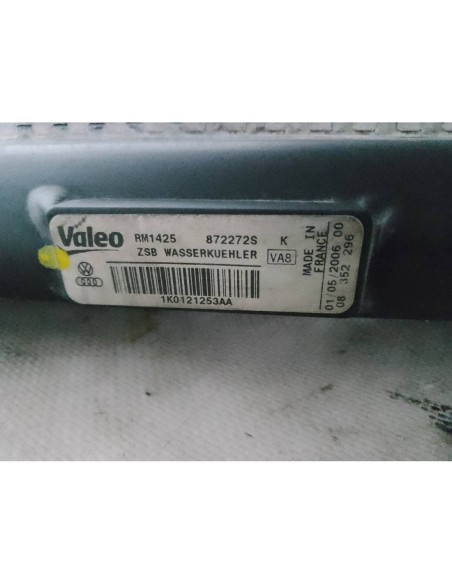 Valeo RM1425 872272S K
ZSB WASSERKUEHLER VA8
1K0121253AA
MADE IN
FRANCE
01/05/2006 00
08 352 296